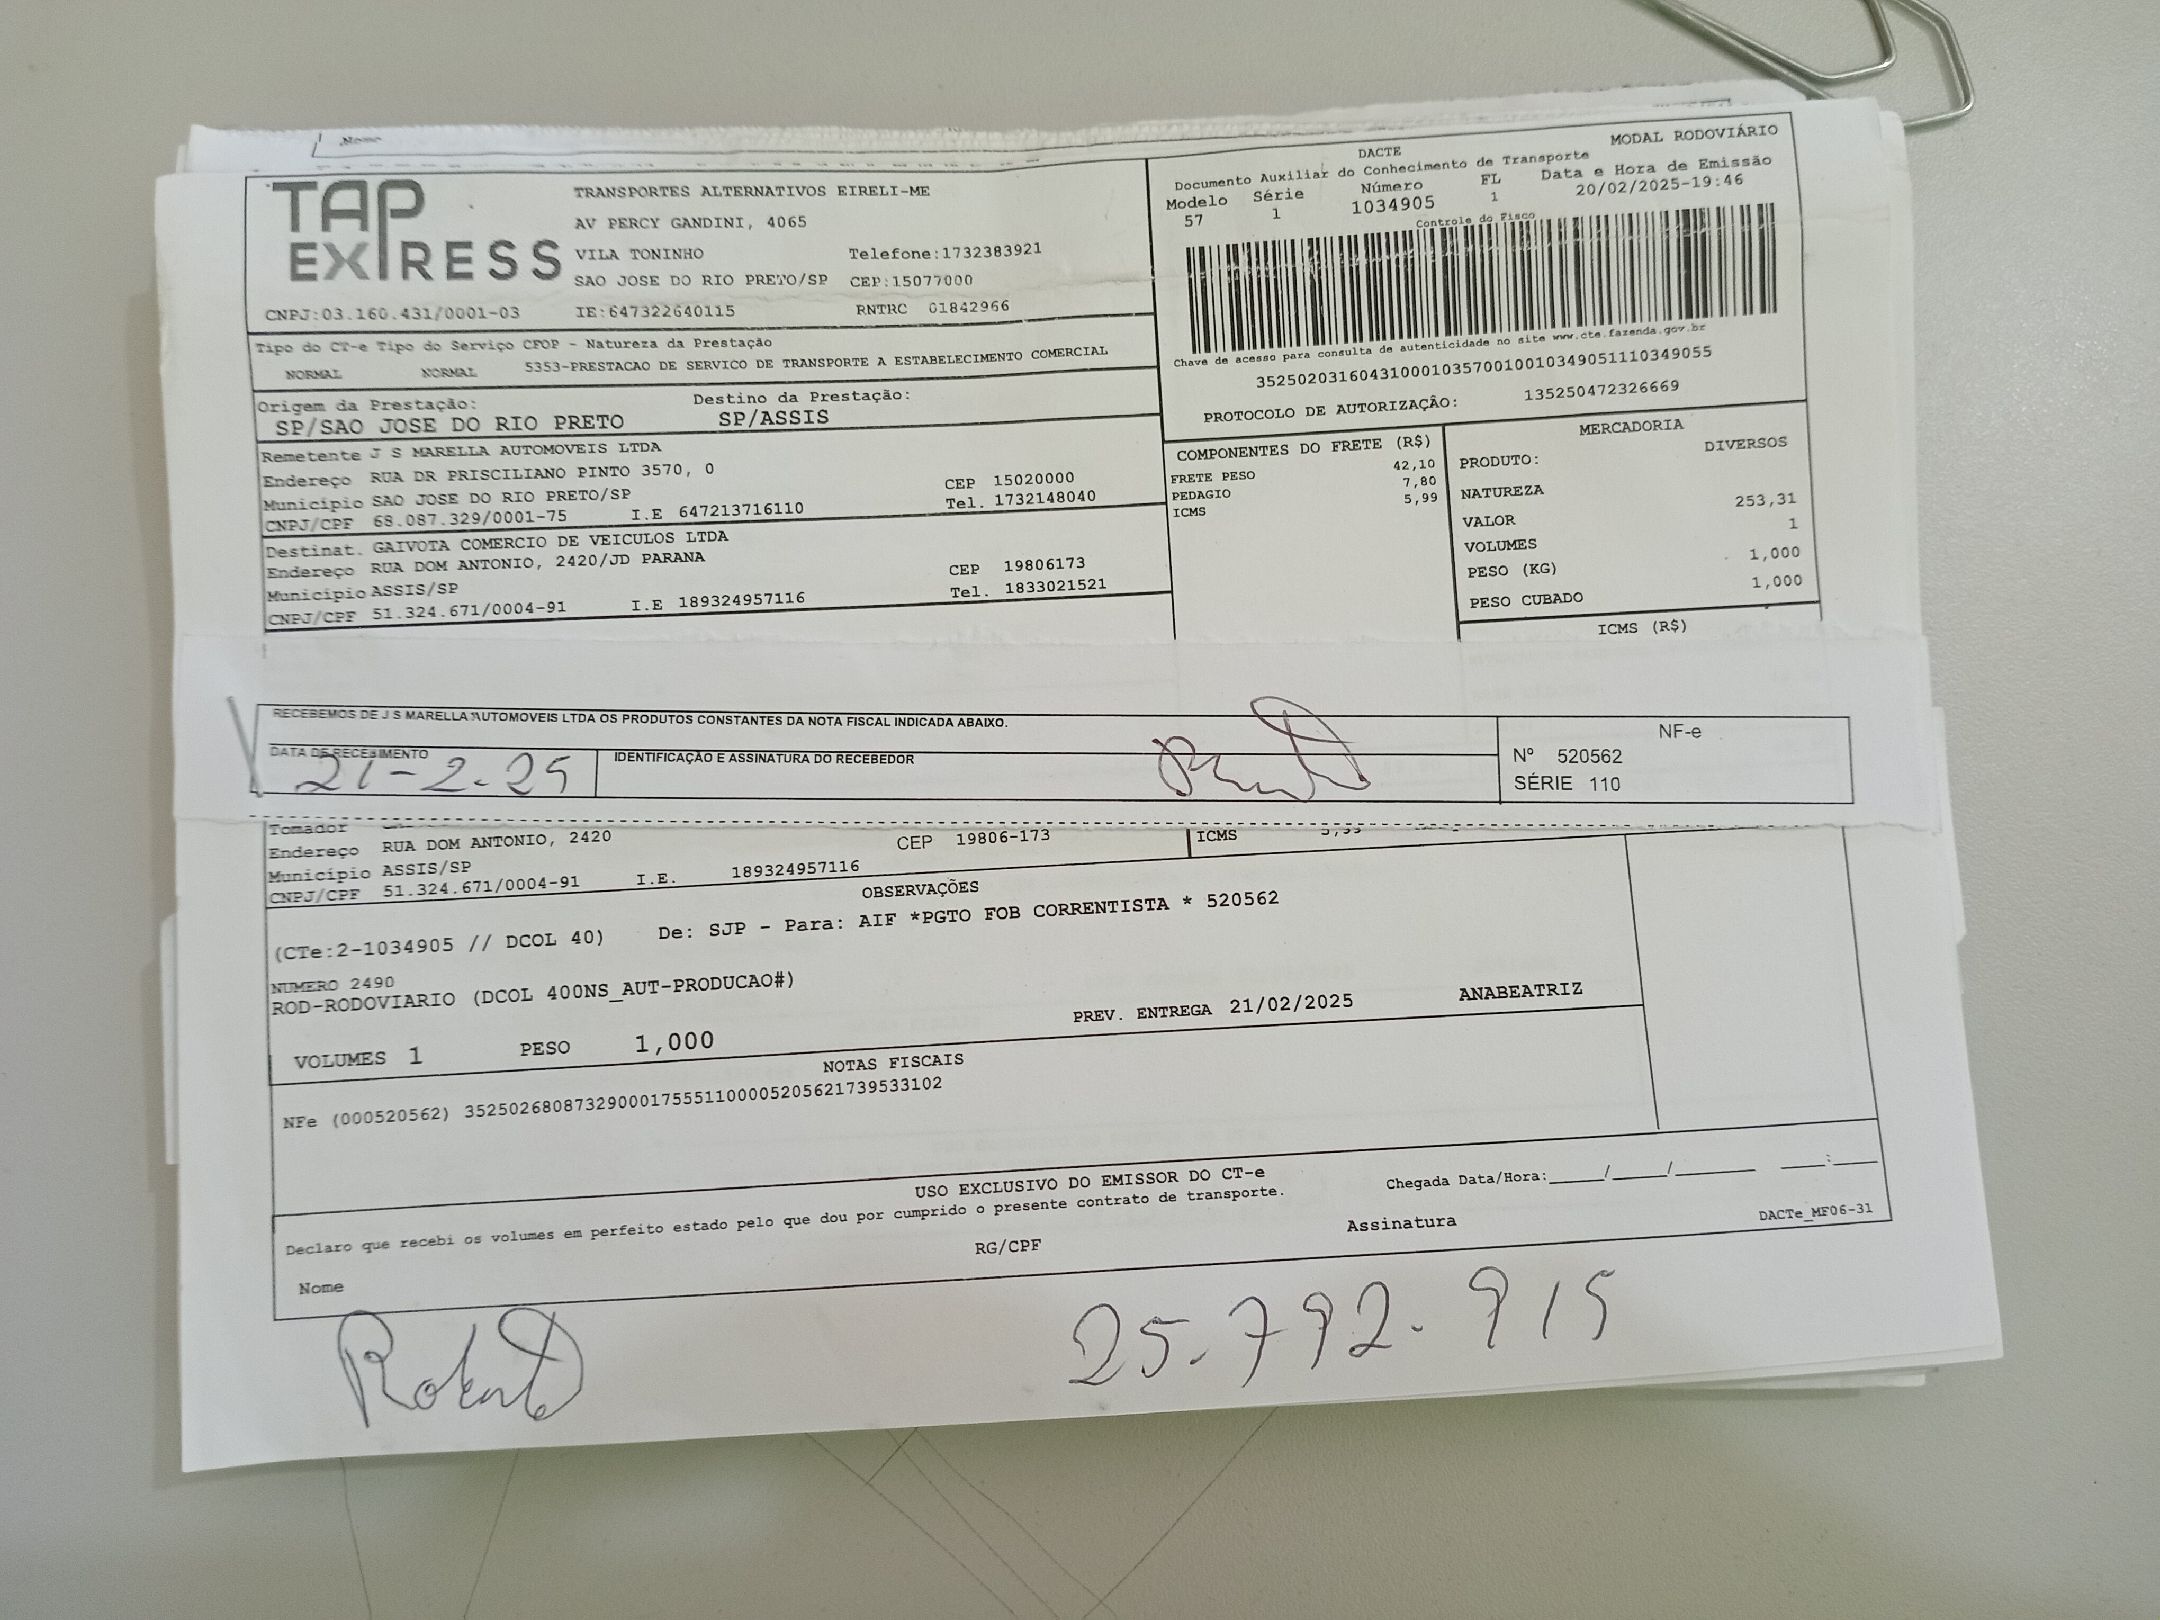 Nome
TAP
EXPRESS
TRANSPORTES ALTERNATIVOS EIRELI-ME
AV PERCY GANDINI, 4065
VILA TONINHO Telefone:1732383921
SAO JOSE DO RIO PRETO/SP CEP:15077000
CNPJ:03.160.431/0001-03 IE:647322640115 RNTRC 01842966
DACTE MODAL RODOVIÁRIO
Documento Auxiliar do Conhecimento de Transporte
Modelo Série Número FL Data e Hora de Emissão
57 1 1034905 1 20/02/2025-19:46
Controle do Fisco
Chave de acesso para consulta de autenticidade no site www.cte.fazenda.gov.br
35250203160431000103570010010349051110349055
PROTOCOLO DE AUTORIZAÇÃO: 135250472326669
Tipo do CT-e Tipo do Serviço CFOP - Natureza da Prestação
NORMAL NORMAL 5353-PRESTACAO DE SERVICO DE TRANSPORTE A ESTABELECIMENTO COMERCIAL
Origem da Prestação: Destino da Prestação:
SP/SAO JOSE DO RIO PRETO SP/ASSIS
Remetente J S MARELLA AUTOMOVEIS LTDA
Endereço RUA DR PRISCILIANO PINTO 3570, 0 CEP 15020000
Município SAO JOSE DO RIO PRETO/SP Tel. 1732148040
CNPJ/CPF 68.087.329/0001-75 I.E 647213716110
Destinat. GAIVOTA COMERCIO DE VEICULOS LTDA
Endereço RUA DOM ANTONIO, 2420/JD PARANA CEP 19806173
Município ASSIS/SP Tel. 1833021521
CNPJ/CPF 51.324.671/0004-91 I.E 189324957116
COMPONENTES DO FRETE (R$)
FRETE PESO 42,10
PEDAGIO 7,80
ICMS 5,99
MERCADORIA
PRODUTO: DIVERSOS
NATUREZA
VALOR 253,31
VOLUMES 1
PESO (KG) 1,000
PESO CUBADO 1,000
ICMS (R$)
RECEBEMOS DE J S MARELLA AUTOMOVEIS LTDA OS PRODUTOS CONSTANTES DA NOTA FISCAL INDICADA ABAIXO.
DATA DE RECEBIMENTO IDENTIFICAÇÃO E ASSINATURA DO RECEBEDOR
21-2-25
NF-e
Nº 520562
SÉRIE 110
Tomador
Endereço RUA DOM ANTONIO, 2420 CEP 19806-173 ICMS 5,99
Município ASSIS/SP
CNPJ/CPF 51.324.671/0004-91 I.E. 189324957116
OBSERVAÇÕES
(CTe:2-1034905 // DCOL 40) De: SJP - Para: AIF *PGTO FOB CORRENTISTA * 520562
NUMERO 2490
ROD-RODOVIARIO (DCOL 400NS_AUT-PRODUCAO#)
PREV. ENTREGA 21/02/2025 ANABEATRIZ
VOLUMES 1 PESO 1,000
NOTAS FISCAIS
NFe (000520562) 35250268087329000175551100005205621739533102
USO EXCLUSIVO DO EMISSOR DO CT-e
Declaro que recebi os volumes em perfeito estado pelo que dou por cumprido o presente contrato de transporte.
Chegada Data/Hora:_____/_____/________ ____:____
Nome RG/CPF Assinatura DACTe_MF06-31
25.792.915